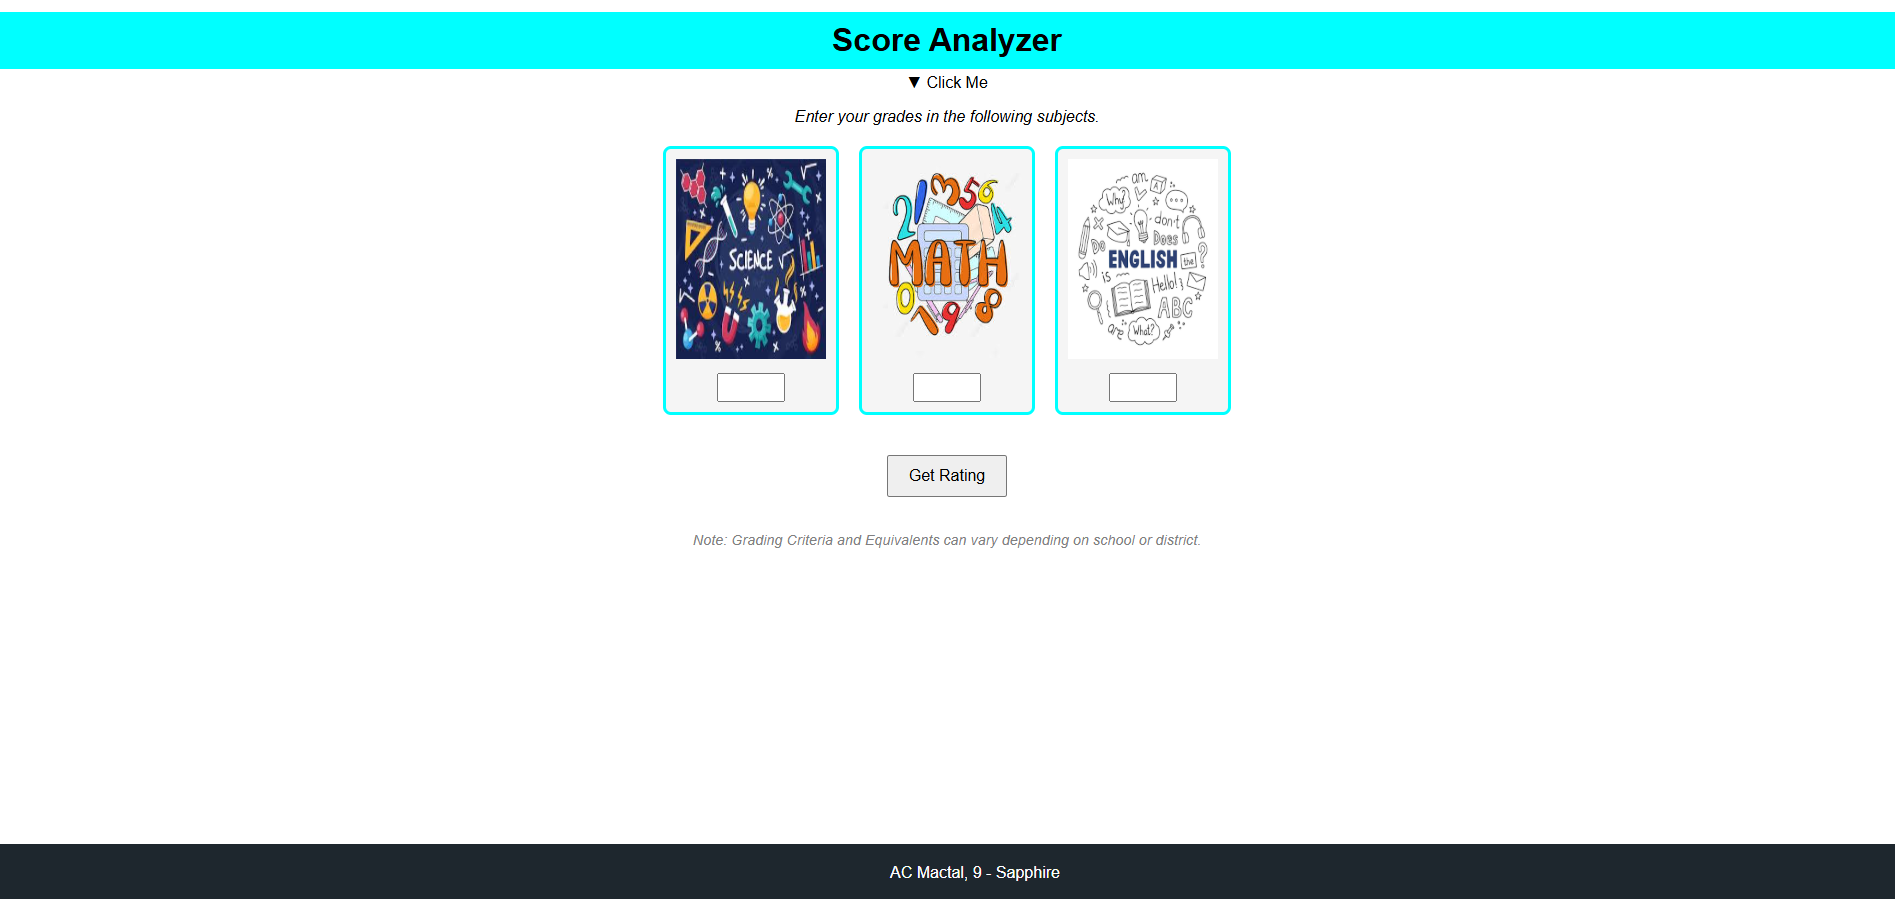 Score Analyzer
▼ Click Me
Enter your grades in the following subjects.
SCIENCE
2 1 3 5 6 4
MATH
0 7 9 8
am
A
Why?
don't
Do
Does
ENGLISH
the
?
is
Hello!
ABC
are
What?
Get Rating
Note: Grading Criteria and Equivalents can vary depending on school or district.
AC Mactal, 9 - Sapphire